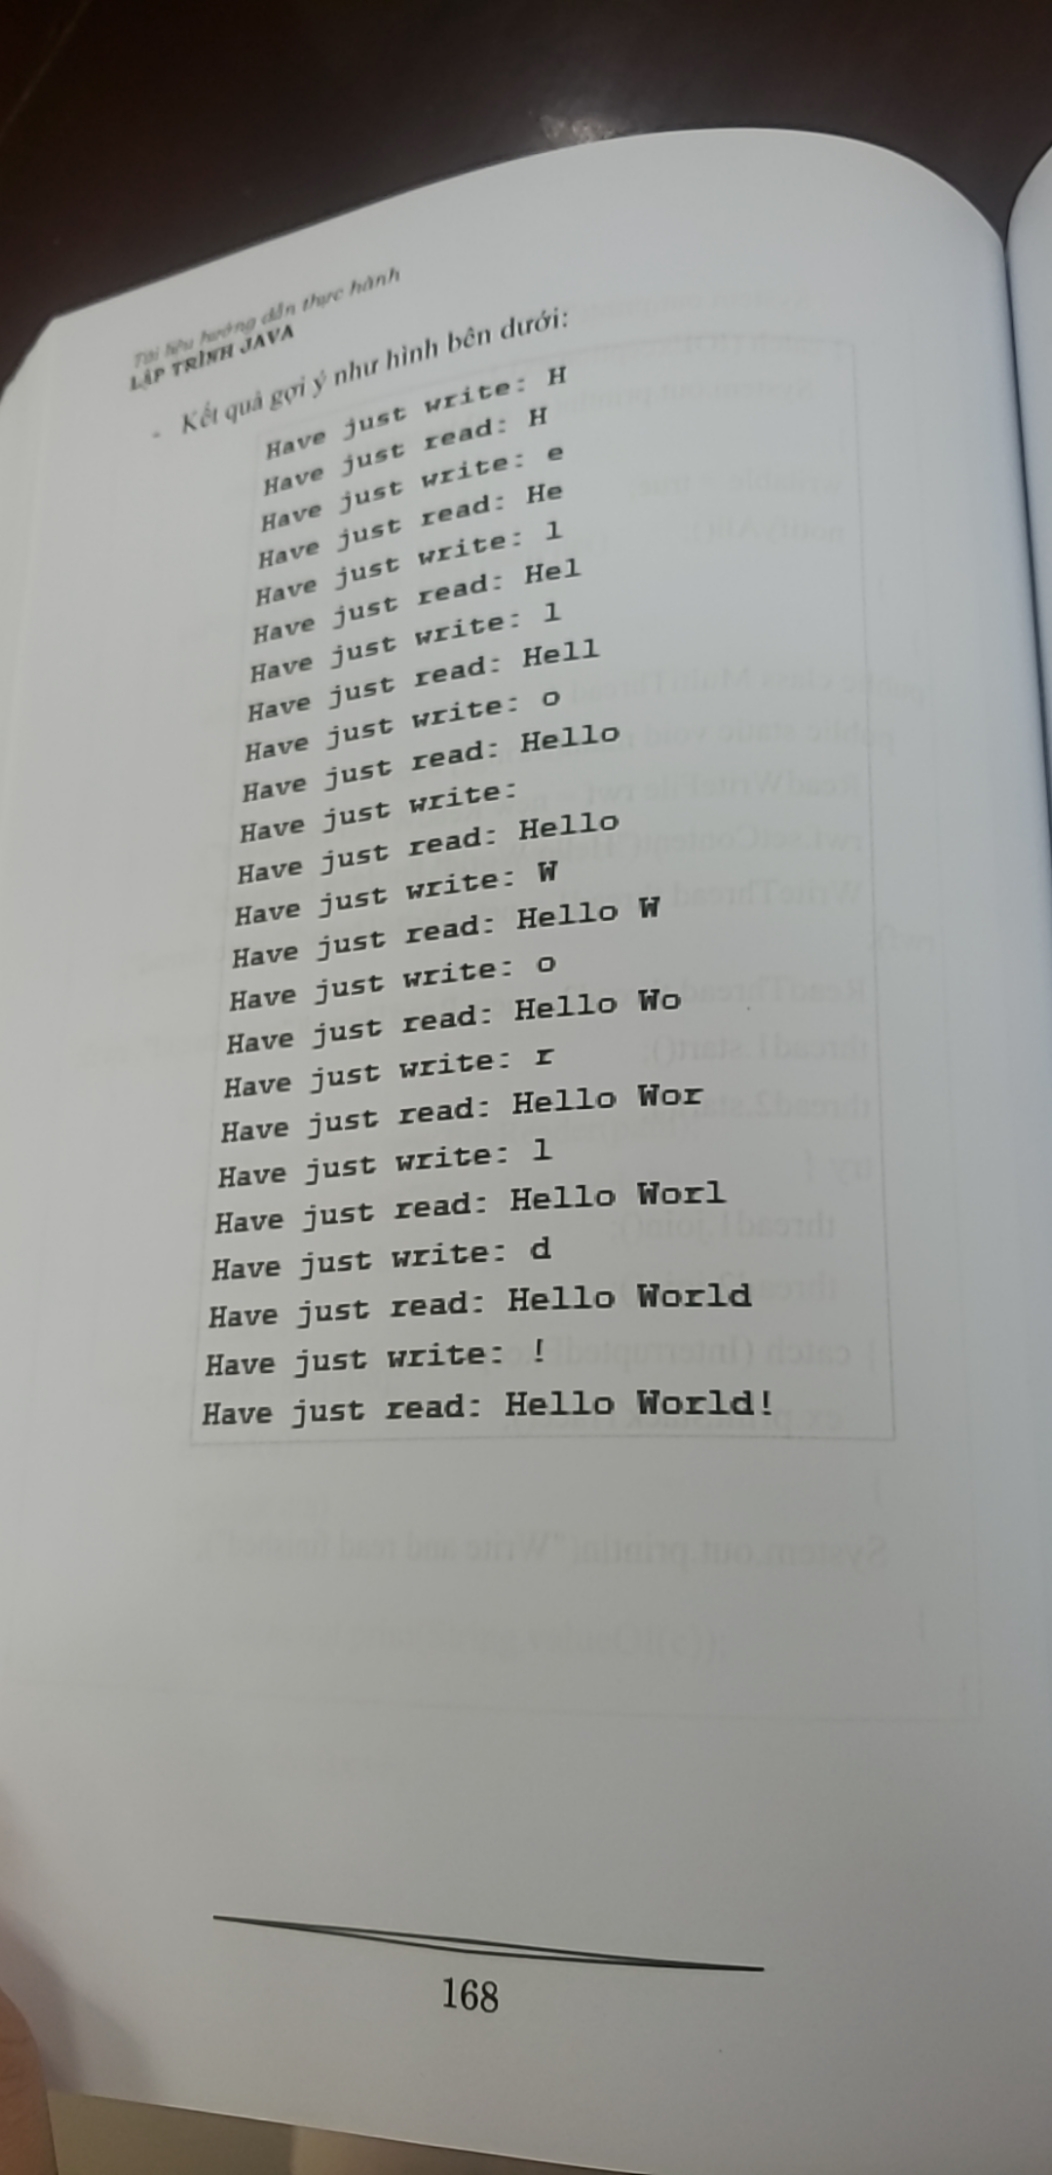 Tài liệu hướng dẫn thực hành
LẬP TRÌNH JAVA
- Kết quả gợi ý như hình bên dưới:
Have just write: H
Have just read: H
Have just write: e
Have just read: He
Have just write: l
Have just read: Hel
Have just write: l
Have just read: Hell
Have just write: o
Have just read: Hello
Have just write:
Have just read: Hello
Have just write: W
Have just read: Hello W
Have just write: o
Have just read: Hello Wo
Have just write: r
Have just read: Hello Wor
Have just write: l
Have just read: Hello Worl
Have just write: d
Have just read: Hello World
Have just write: !
Have just read: Hello World!
168